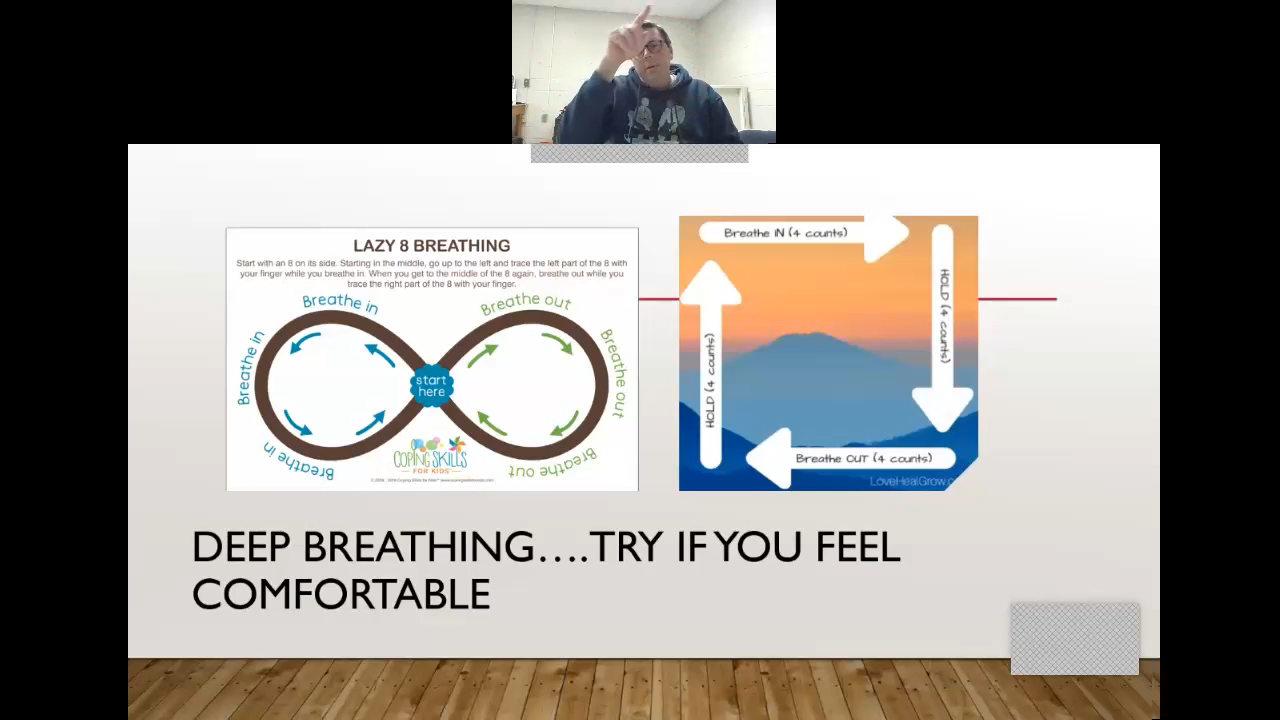 LAZY 8 BREATHING
Start with an 8 on its side. Starting in the middle, go up to the left and trace the left part of the 8 with
your finger while you breathe in. When you get to the middle of the 8 again, breathe out while you
trace the right part of the 8 with your finger.
Breathe in
Breathe out
Breathe in
Breathe out
start
here
Breathe in
Breathe out
COPING SKILLS
FOR KIDS
Breathe IN (4 counts)
HOLD (4 counts)
HOLD (4 counts)
Breathe OUT (4 counts)
LoveHealGrow.c
DEEP BREATHING....TRY IF YOU FEEL
COMFORTABLE